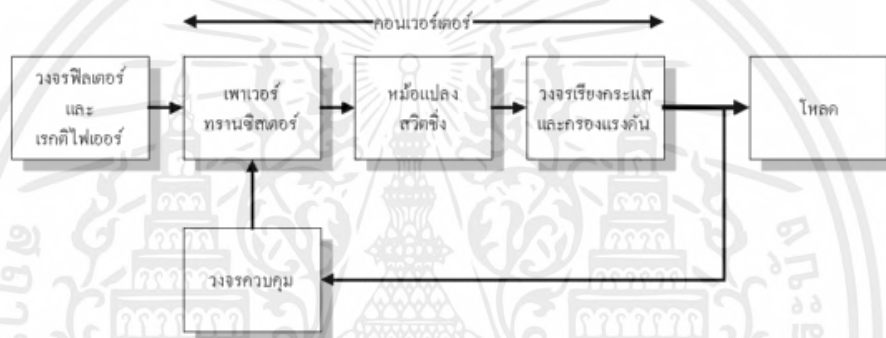 คอนเวอร์เตอร์
วงจรฟิลเตอร์
และ
เรกติไฟเออร์
เพาเวอร์
ทรานซิสเตอร์
หม้อแปลง
สวิตชิ่ง
วงจรเรียงกระแส
และกรองแรงดัน
โหลด
วงจรควบคุม